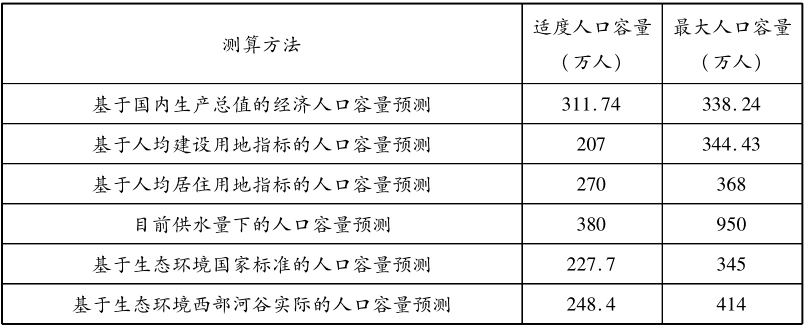 测算方法 适度人口容量(万人) 最大人口容量(万人)
基于国内生产总值的经济人口容量预测 311.74 338.24
基于人均建设用地指标的人口容量预测 207 344.43
基于人均居住用地指标的人口容量预测 270 368
目前供水量下的人口容量预测 380 950
基于生态环境国家标准的人口容量预测 227.7 345
基于生态环境西部河谷实际的人口容量预测 248.4 414